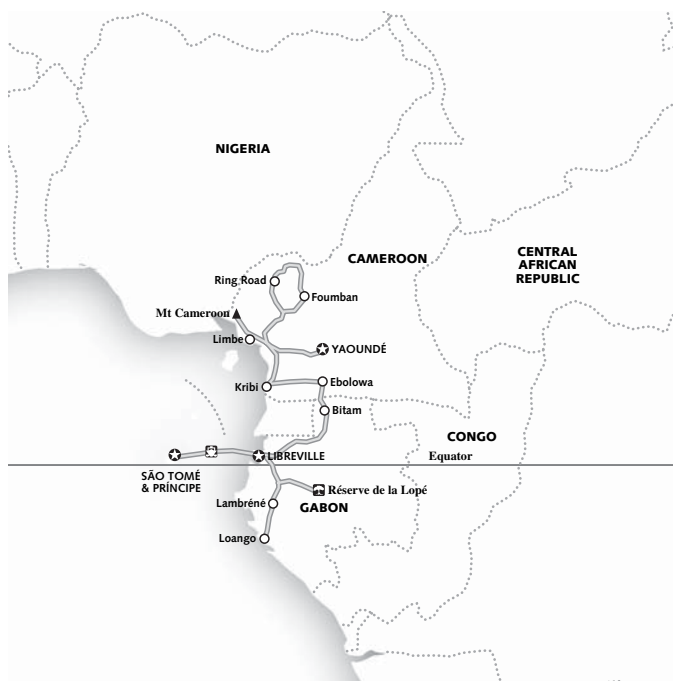 NIGERIA
CAMEROON
CENTRAL
AFRICAN
REPUBLIC
Ring Road
Foumban
Mt Cameroon
Limbe
YAOUNDÉ
Kribi
Ebolowa
Bitam
CONGO
LIBREVILLE
Equator
SÃO TOMÉ
& PRÍNCIPE
Réserve de la Lopé
Lambréné
GABON
Loango